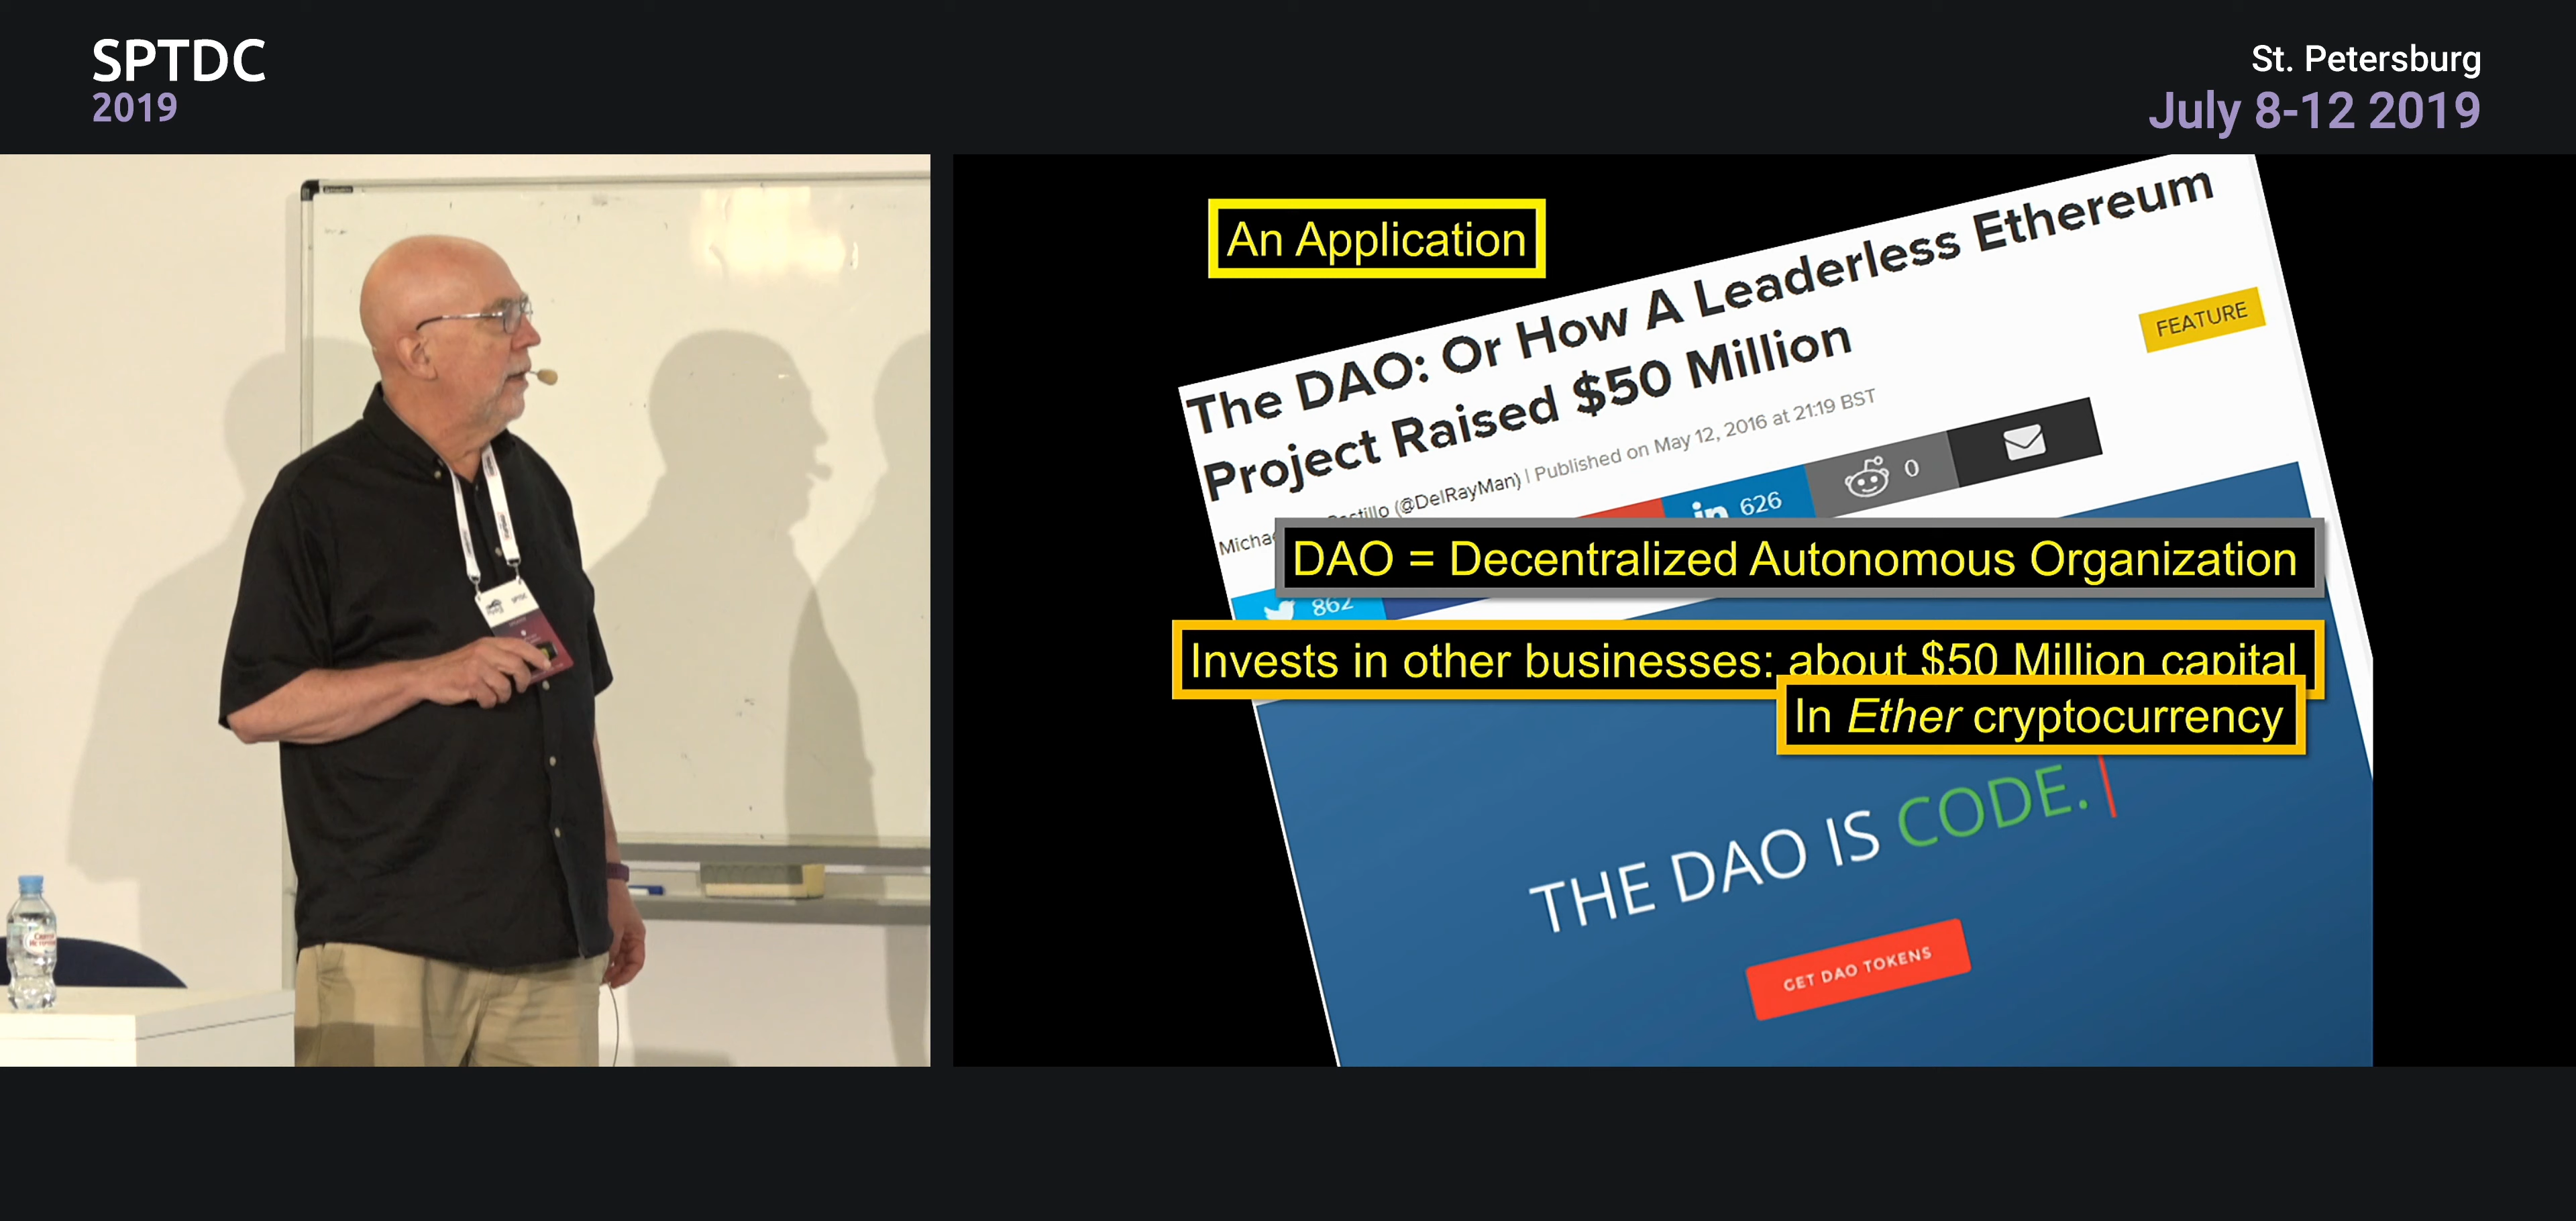 SPTDC
2019
St. Petersburg
July 8-12 2019
An Application
The DAO: Or How A Leaderless Ethereum
Project Raised $50 Million
FEATURE
(@DelRayMan) | Published on May 12, 2016 at 21:19 BST
in 626
0
DAO = Decentralized Autonomous Organization
862
Invests in other businesses: about $50 Million capital
In Ether cryptocurrency
THE DAO IS CODE.
GET DAO TOKENS
SPTDC